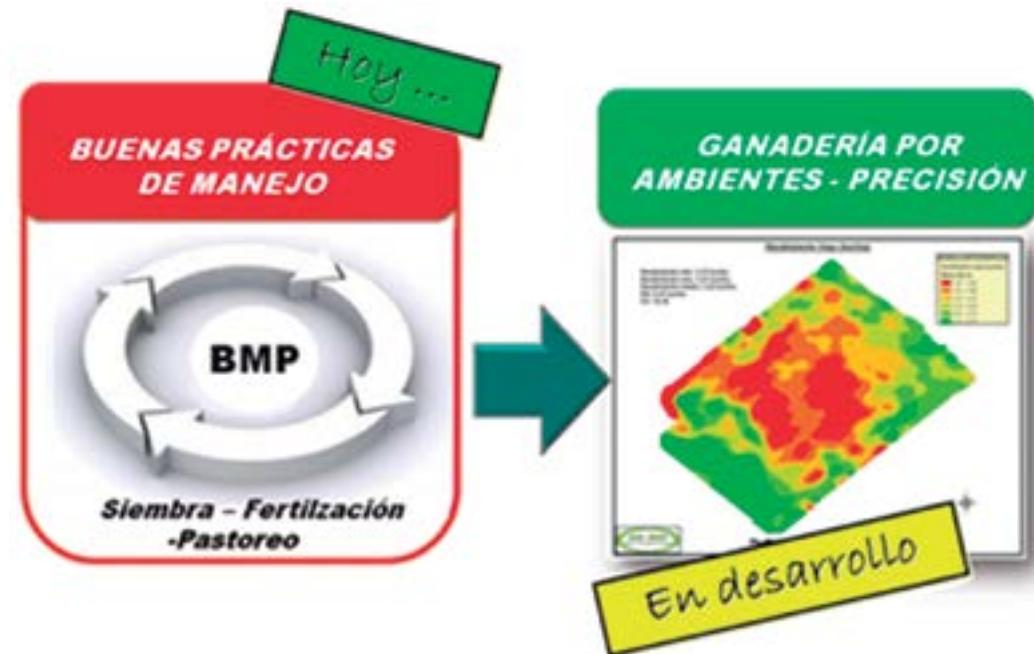 Hoy ...
BUENAS PRÁCTICAS
DE MANEJO
BMP
Siembra – Fertilzación
-Pastoreo
GANADERÍA POR
AMBIENTES - PRECISIÓN
En desarrollo